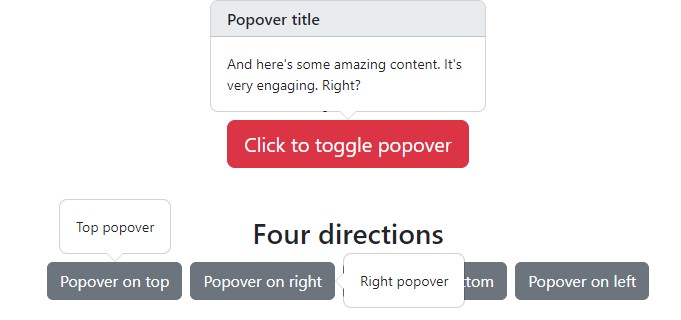 Popover title
And here's some amazing content. It's
very engaging. Right?
Click to toggle popover
Top popover
Four directions
Popover on top
Popover on right
Right popover
ttom
Popover on left